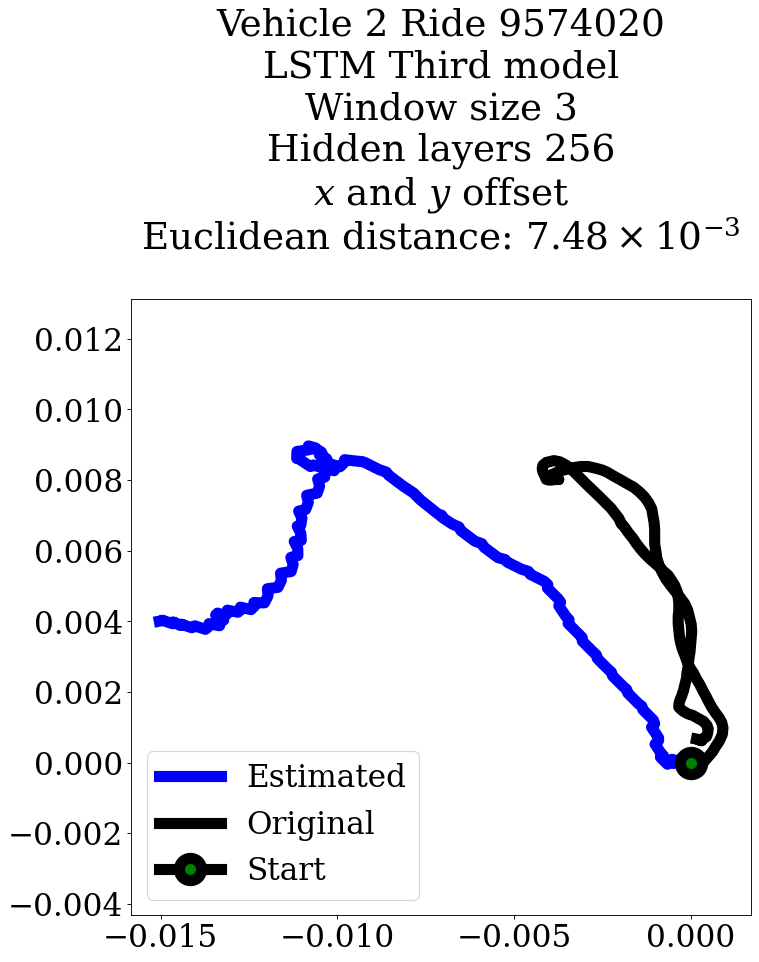 Vehicle 2 Ride 9574020
LSTM Third model
Window size 3
Hidden layers 256
x and y offset
Euclidean distance: 7.48 × 10⁻³
0.012
0.010
0.008
0.006
0.004
0.002
0.000
−0.002
−0.004
Estimated
Original
Start
−0.015 −0.010 −0.005 0.000